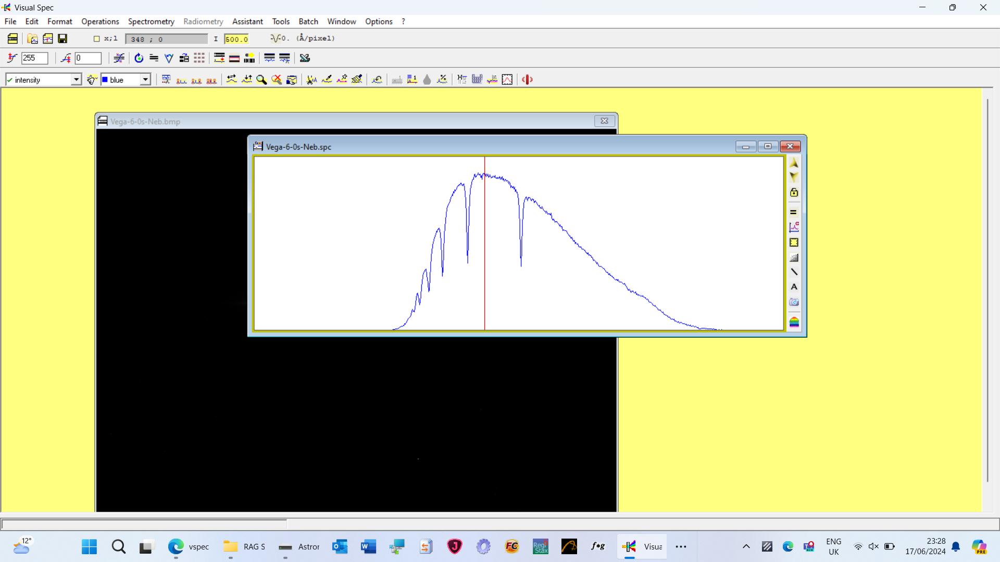 Visual Spec
File Edit Format Operations Spectrometry Radiometry Assistant Tools Batch Window Options ?
x;l 348 ; 0 I 500.0 0. (Å/pixel)
255 0
intensity blue
Vega-6-0s-Neb.bmp
Vega-6-0s-Neb.spc
A
12° vspec RAG S Astror Visua ENG 23:28
UK 17/06/2024